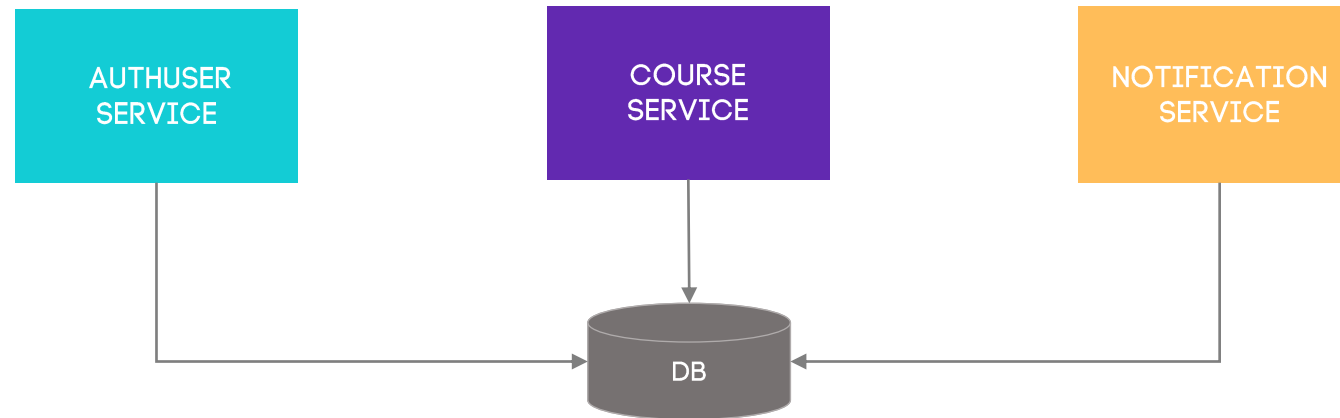 AUTHUSER
SERVICE
COURSE
SERVICE
NOTIFICATION
SERVICE
DB